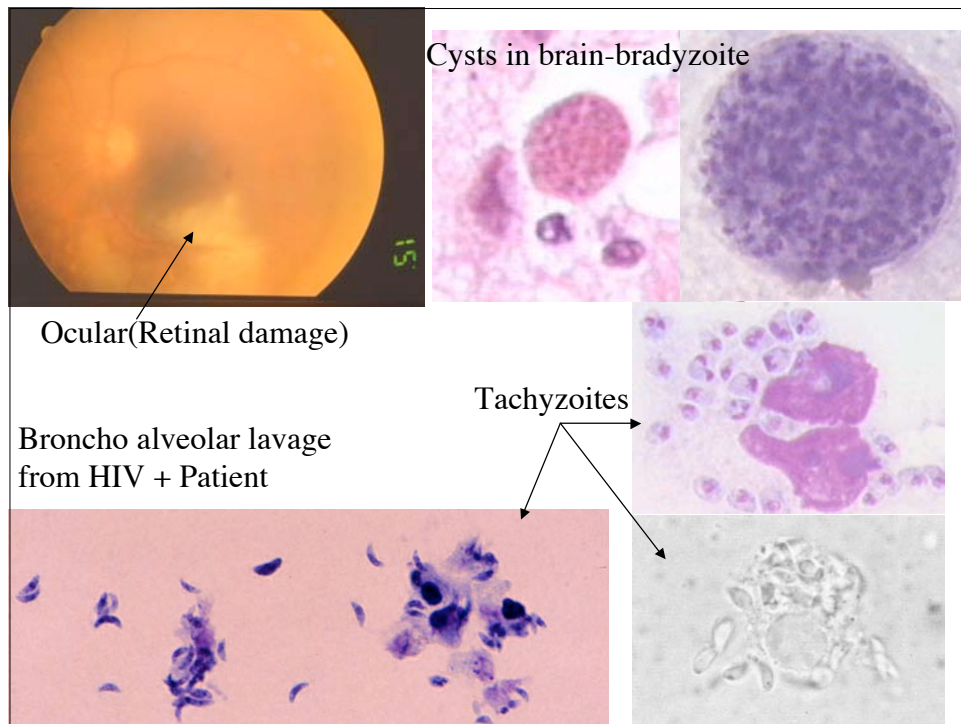 Cysts in brain-bradyzoite
15
Ocular(Retinal damage)
Tachyzoites
Broncho alveolar lavage
from HIV + Patient